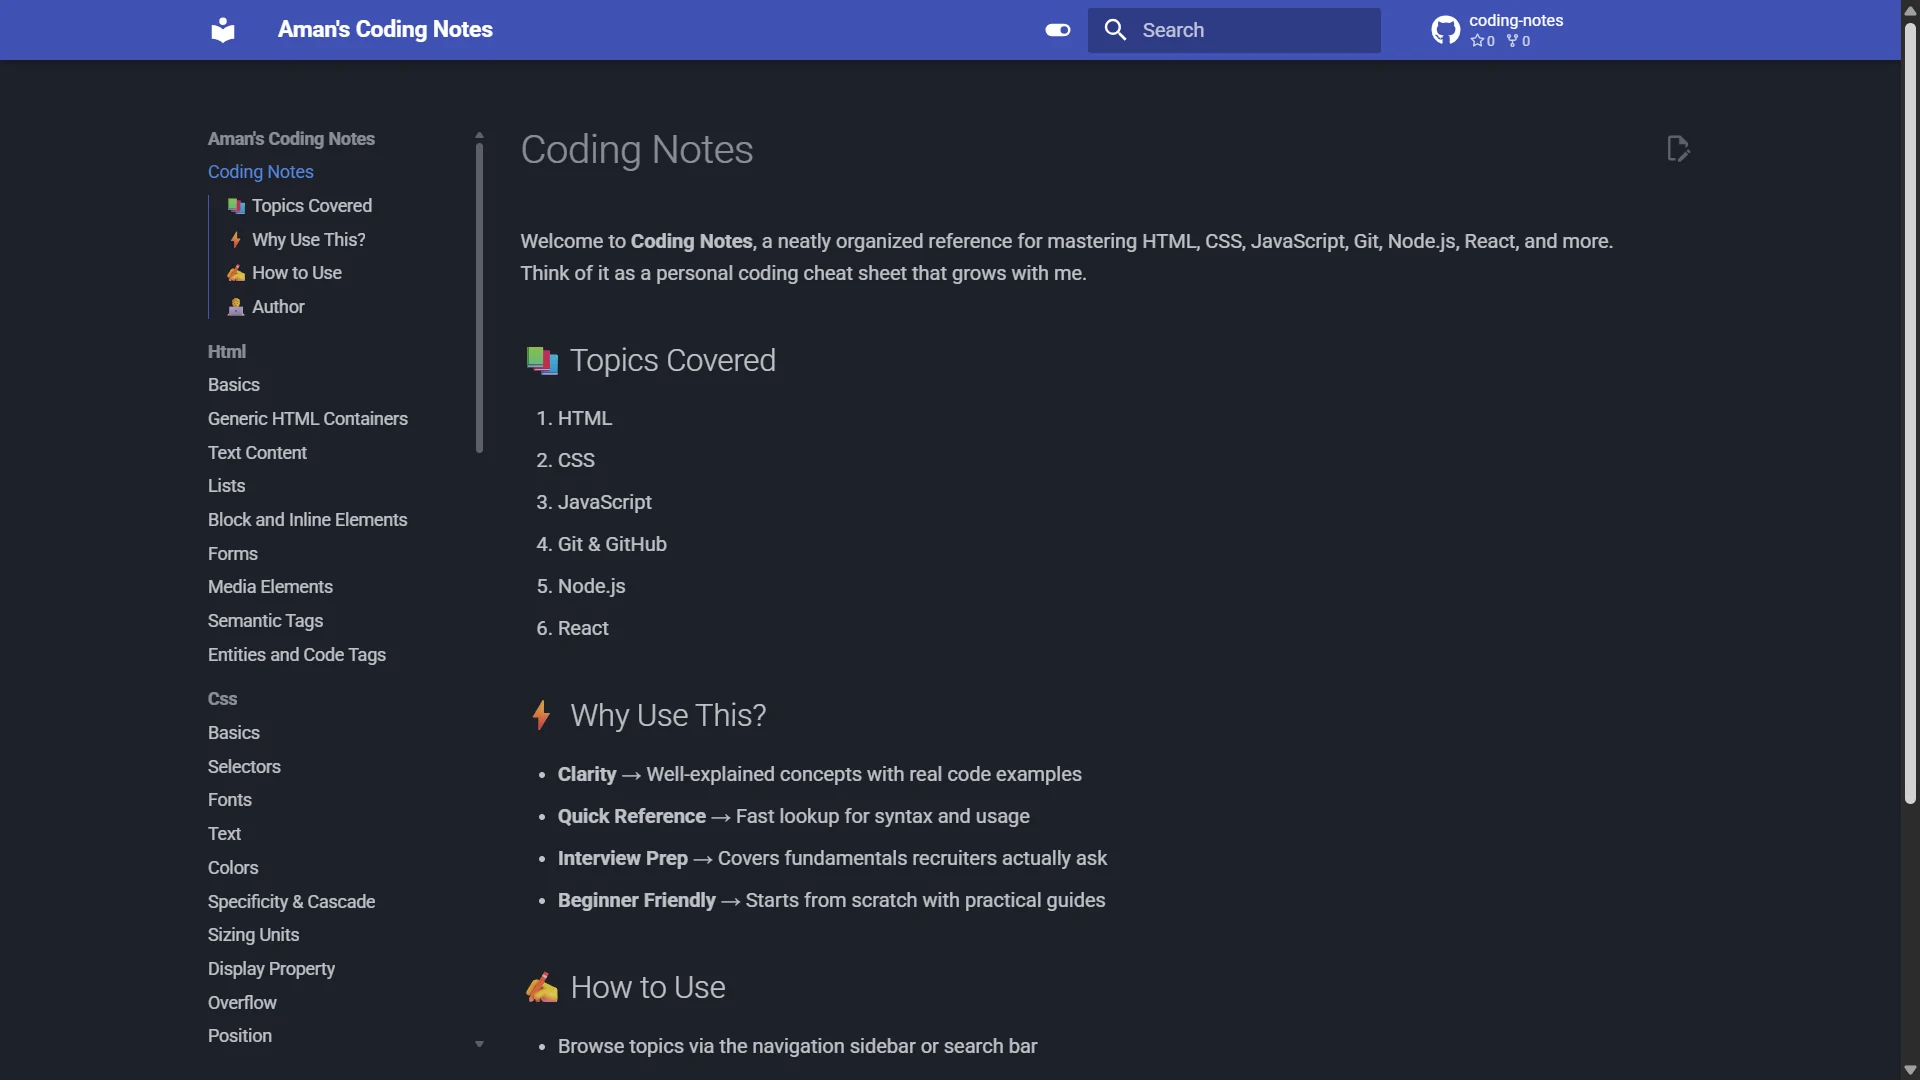 Aman's Coding Notes
Search
coding-notes
0 0
Aman's Coding Notes
Coding Notes
Topics Covered
Why Use This?
How to Use
Author
Html
Basics
Generic HTML Containers
Text Content
Lists
Block and Inline Elements
Forms
Media Elements
Semantic Tags
Entities and Code Tags
Css
Basics
Selectors
Fonts
Text
Colors
Specificity & Cascade
Sizing Units
Display Property
Overflow
Position
Coding Notes
Welcome to Coding Notes, a neatly organized reference for mastering HTML, CSS, JavaScript, Git, Node.js, React, and more.
Think of it as a personal coding cheat sheet that grows with me.
Topics Covered
1. HTML
2. CSS
3. JavaScript
4. Git & GitHub
5. Node.js
6. React
Why Use This?
• Clarity → Well-explained concepts with real code examples
• Quick Reference → Fast lookup for syntax and usage
• Interview Prep → Covers fundamentals recruiters actually ask
• Beginner Friendly → Starts from scratch with practical guides
How to Use
• Browse topics via the navigation sidebar or search bar